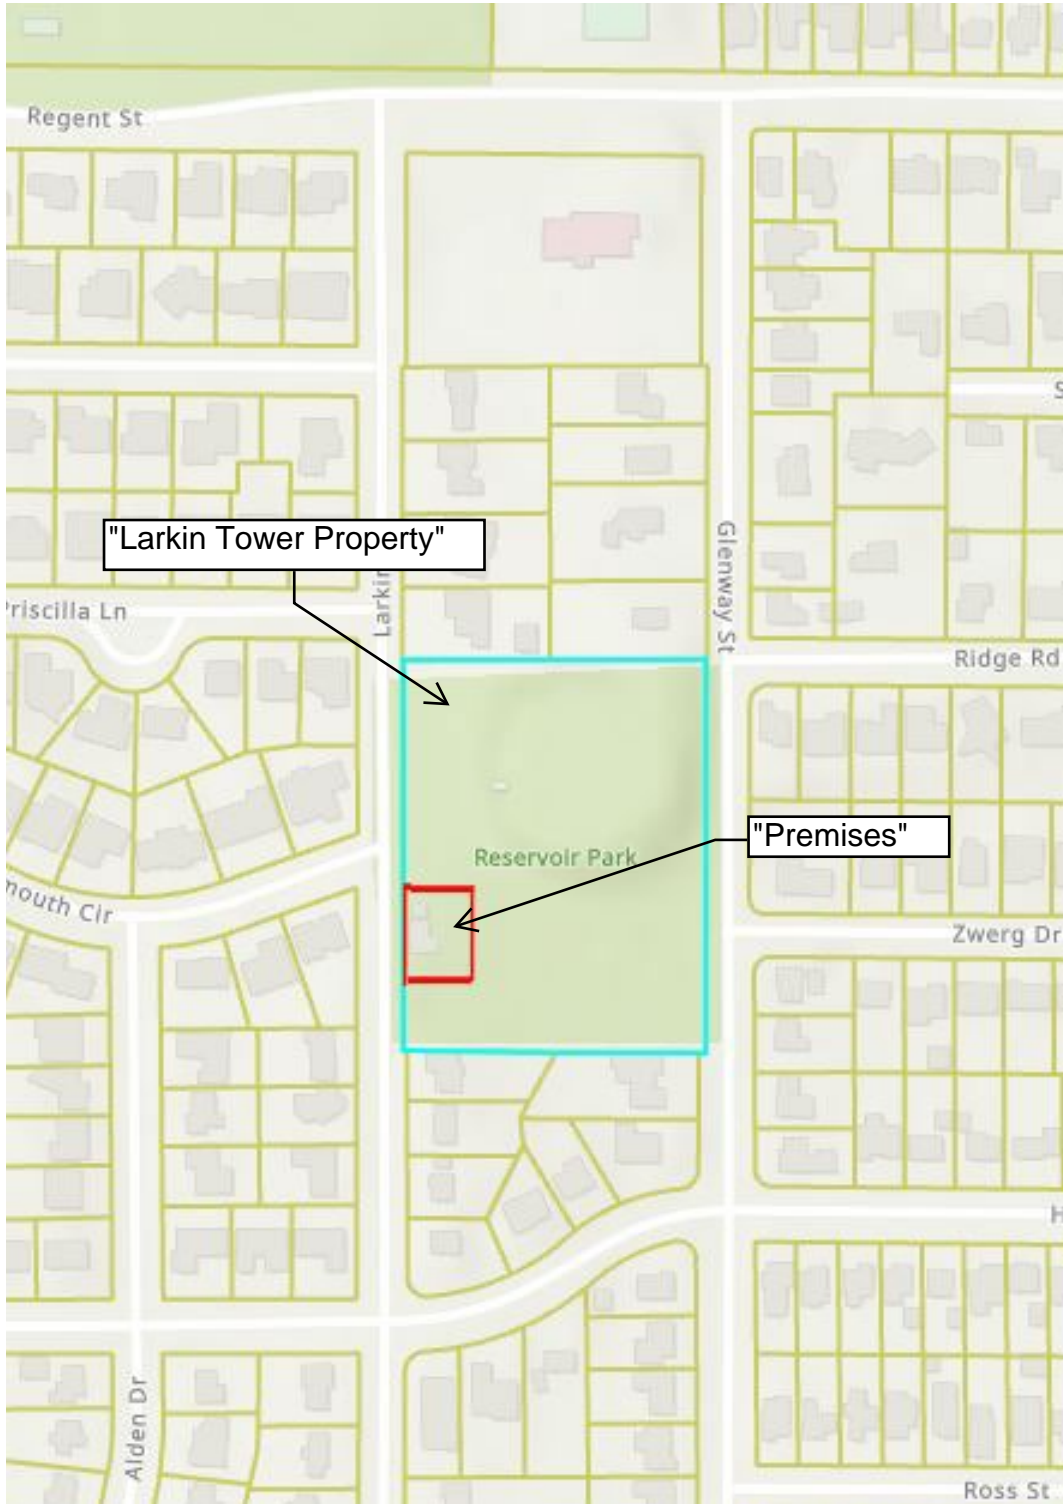 Regent St
"Larkin Tower Property"
Larkin
Glenway St
Priscilla Ln
Ridge Rd
"Premises"
Reservoir Park
mouth Cir
Zwerg Dr
H
Alden Dr
Ross St
S